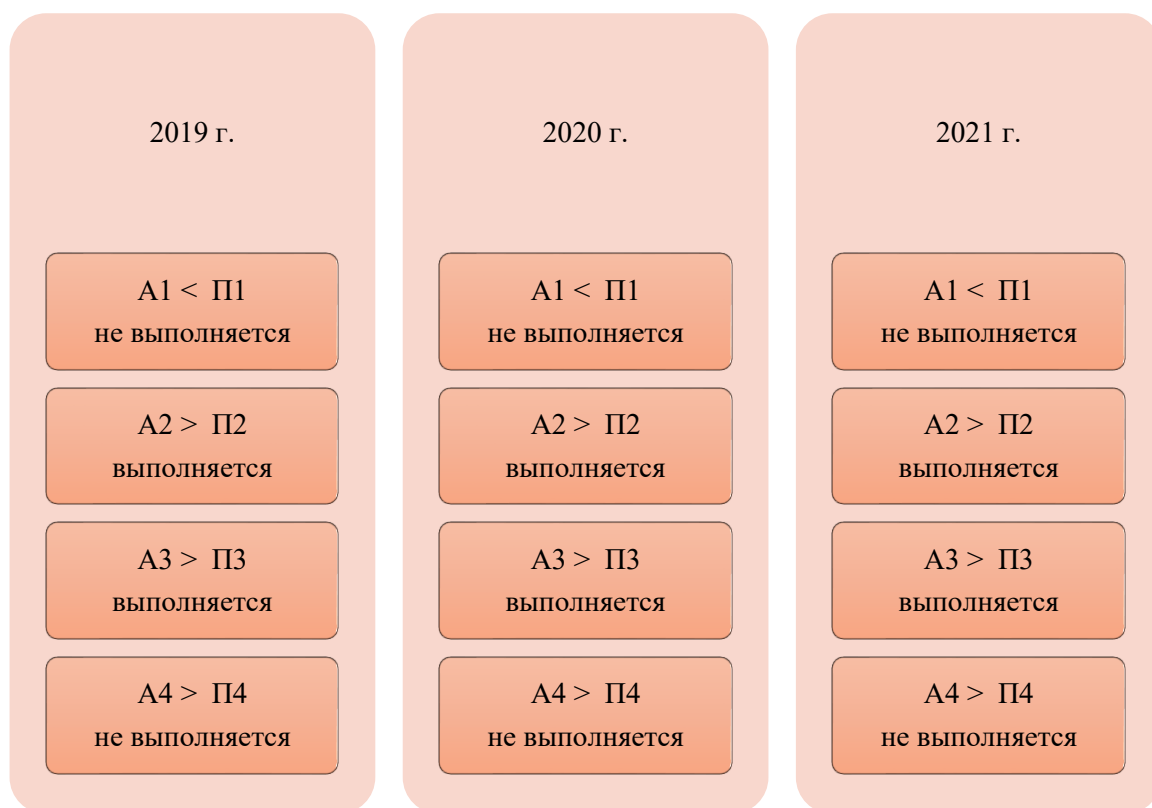 2019 г.
А1 < П1
не выполняется
А2 > П2
выполняется
А3 > П3
выполняется
А4 > П4
не выполняется
2020 г.
А1 < П1
не выполняется
А2 > П2
выполняется
А3 > П3
выполняется
А4 > П4
не выполняется
2021 г.
А1 < П1
не выполняется
А2 > П2
выполняется
А3 > П3
выполняется
А4 > П4
не выполняется